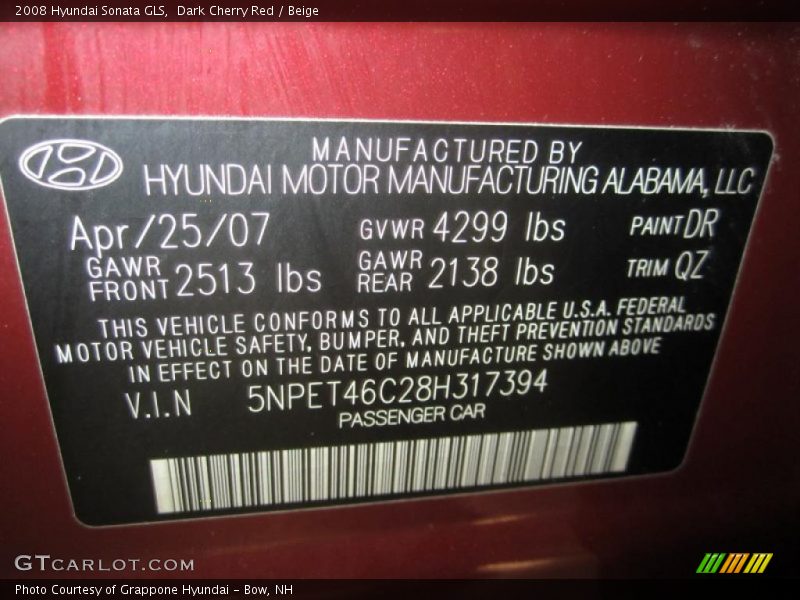 2008 Hyundai Sonata GLS,  Dark Cherry Red / Beige
MANUFACTURED BY
HYUNDAI MOTOR MANUFACTURING ALABAMA, LLC
Apr/25/07 GVWR 4299 lbs PAINT DR
GAWR FRONT 2513 lbs GAWR REAR 2138 lbs TRIM QZ
THIS VEHICLE CONFORMS TO ALL APPLICABLE U.S.A. FEDERAL
MOTOR VEHICLE SAFETY, BUMPER, AND THEFT PREVENTION STANDARDS
IN EFFECT ON THE DATE OF MANUFACTURE SHOWN ABOVE
V.I.N 5NPET46C28H317394
PASSENGER CAR
GTCARLOT.COM
Photo Courtesy of Grappone Hyundai - Bow, NH